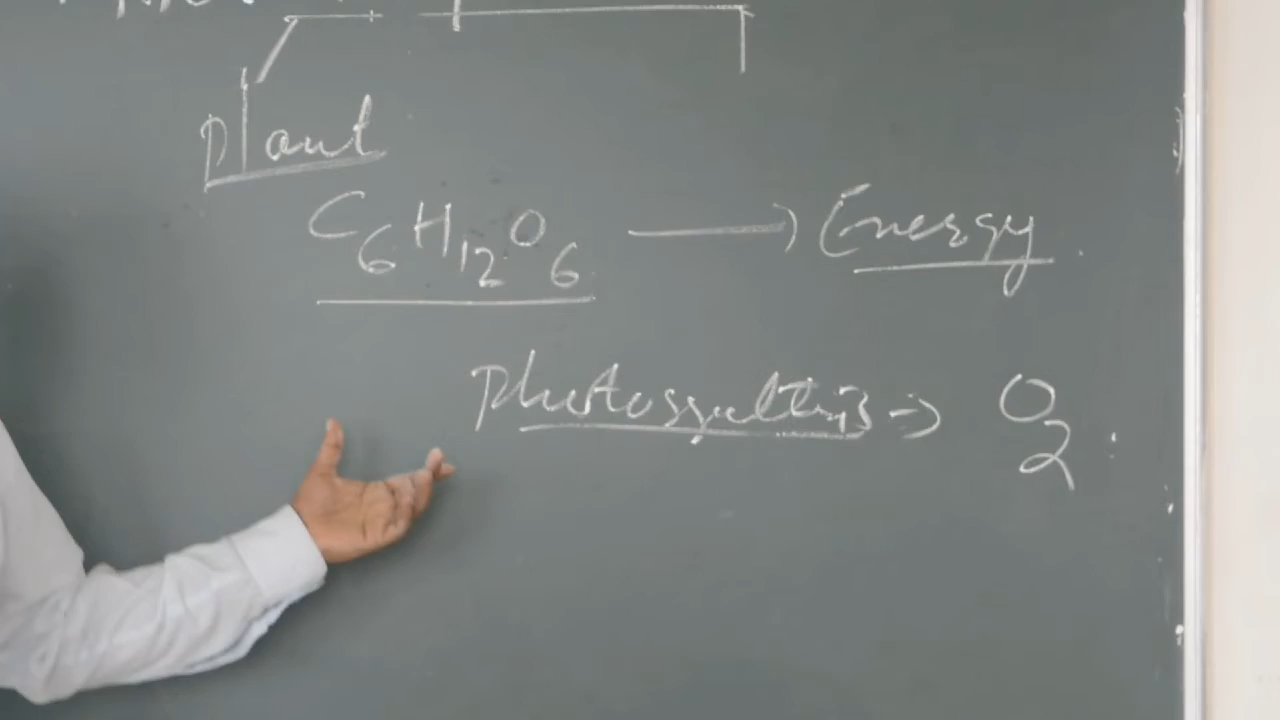 Plant
C6H12O6 → Energy
Photosynthesis → O2